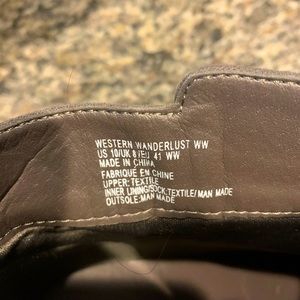 WESTERN WANDERLUST WW
US 10/UK 8/EU 41 WW
MADE IN CHINA
FABRIQUE EN CHINE
UPPER: TEXTILE
INNER LINING/SOCK:TEXTILE/MAN MADE
OUTSOLE: MAN MADE